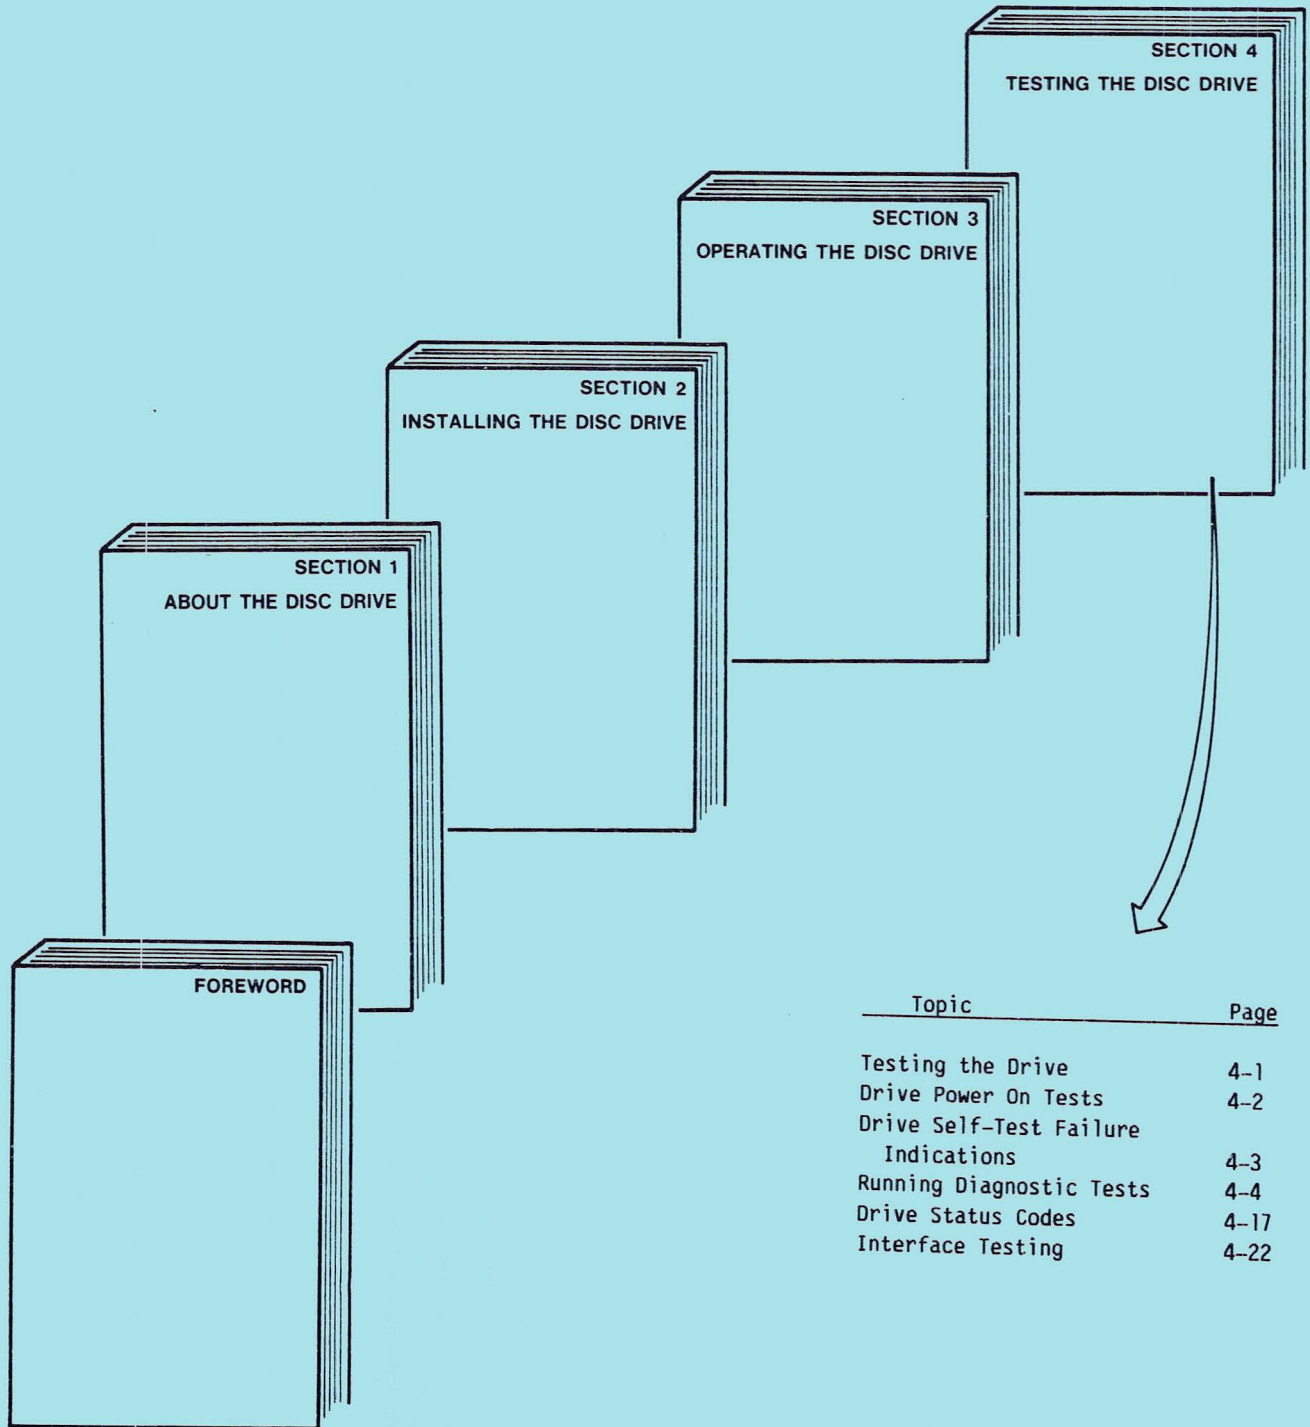 SECTION 4
TESTING THE DISC DRIVE
SECTION 3
OPERATING THE DISC DRIVE
SECTION 2
INSTALLING THE DISC DRIVE
SECTION 1
ABOUT THE DISC DRIVE
FOREWORD
Topic Page
Testing the Drive 4-1
Drive Power On Tests 4-2
Drive Self-Test Failure
Indications 4-3
Running Diagnostic Tests 4-4
Drive Status Codes 4-17
Interface Testing 4-22